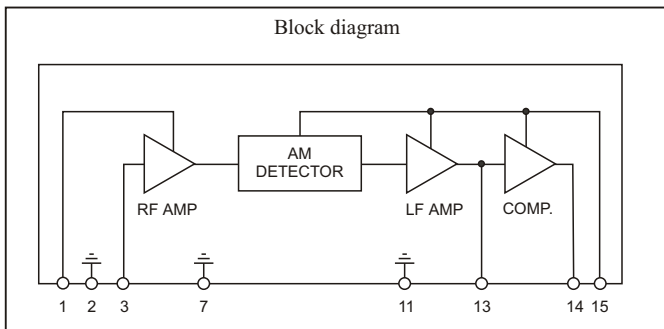 Block diagram
AM
DETECTOR
RF AMP
LF AMP
COMP.
1 2 3 7 11 13 14 15